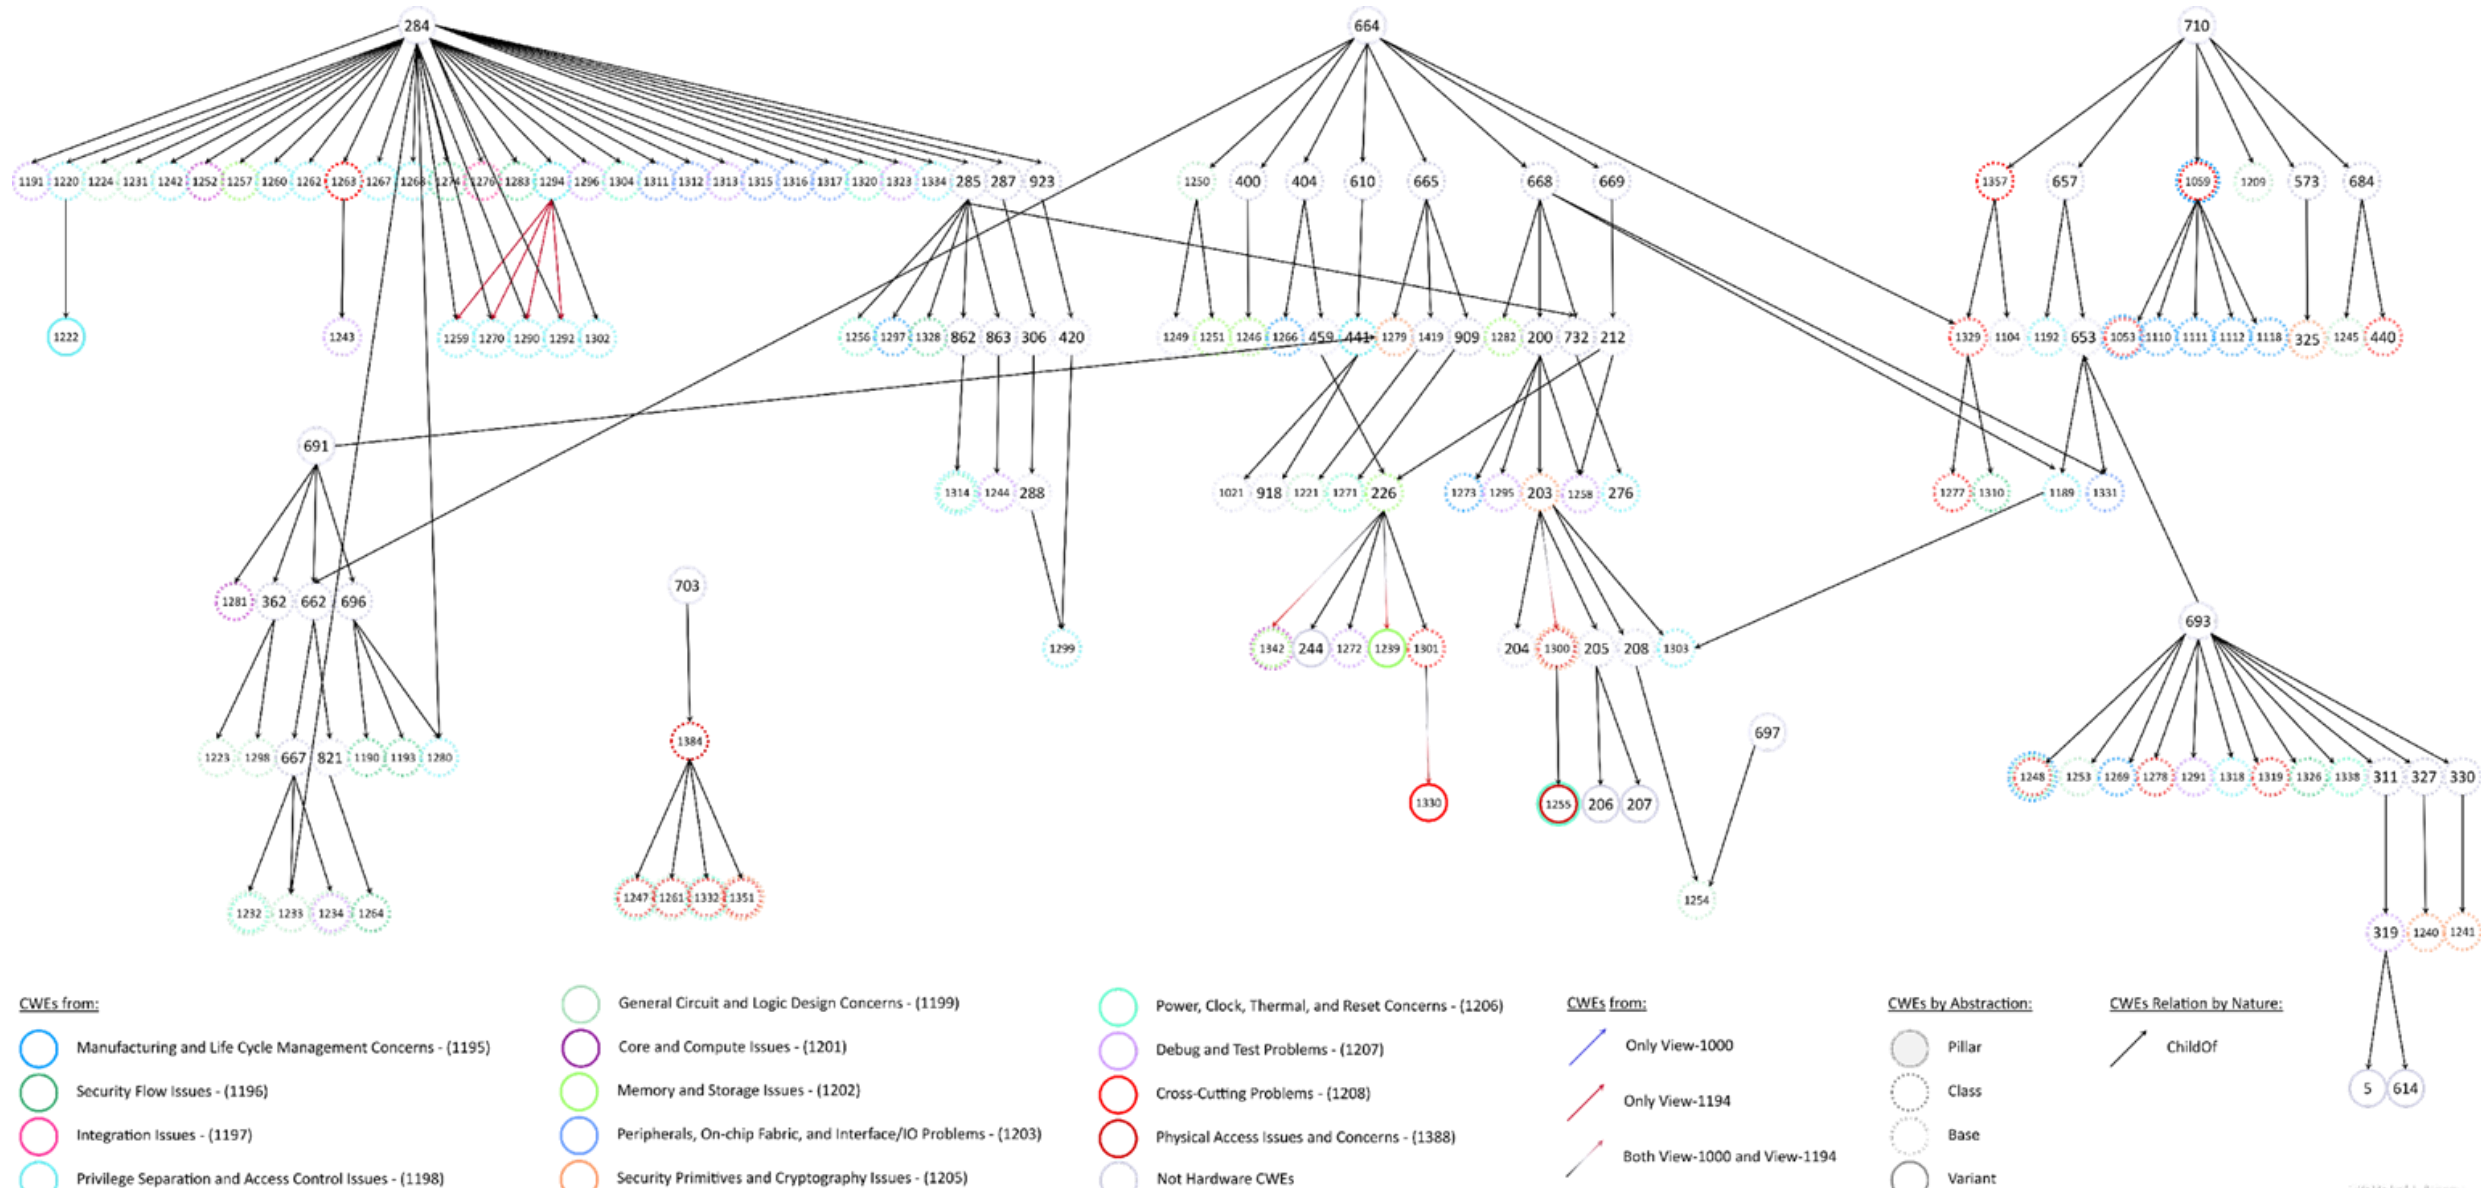 284 664 710
1191 1220 1224 1231 1242 1252 1257 1260 1262 1263 1267 1268 1274 1276 1283 1294 1296 1304 1311 1312 1313 1315 1316 1317 1320 1323 1334 285 287 923 1250 400 404 610 665 668 669 1357 657 1059 1209 573 684
1222 1243 1259 1270 1290 1292 1302 1256 1297 1328 862 863 306 420 1249 1251 1246 1266 459 441 1279 1419 909 1282 200 732 212 1329 1104 1192 653 1053 1110 1111 1112 1118 325 1245 440
691
1314 1244 288 1021 918 1221 1271 226 1273 1295 203 1258 276 1277 1310 1189 1331
703
1281 362 662 696
693
1299 1342 244 1272 1239 1301 204 1300 205 208 1303
1384 697
1223 1298 667 821 1190 1193 1280
1248 1253 1269 1278 1291 1318 1319 1326 1338 311 327 330
1330 1255 206 207
1247 1261 1332 1351 1254
1232 1233 1234 1264
319 1240 1241
5 614
CWEs from:
Manufacturing and Life Cycle Management Concerns - (1195)
Security Flow Issues - (1196)
Integration Issues - (1197)
Privilege Separation and Access Control Issues - (1198)
General Circuit and Logic Design Concerns - (1199)
Core and Compute Issues - (1201)
Memory and Storage Issues - (1202)
Peripherals, On-chip Fabric, and Interface/IO Problems - (1203)
Security Primitives and Cryptography Issues - (1205)
Power, Clock, Thermal, and Reset Concerns - (1206)
Debug and Test Problems - (1207)
Cross-Cutting Problems - (1208)
Physical Access Issues and Concerns - (1388)
Not Hardware CWEs
CWEs from:
Only View-1000
Only View-1194
Both View-1000 and View-1194
CWEs by Abstraction:
Pillar
Class
Base
Variant
CWEs Relation by Nature:
ChildOf